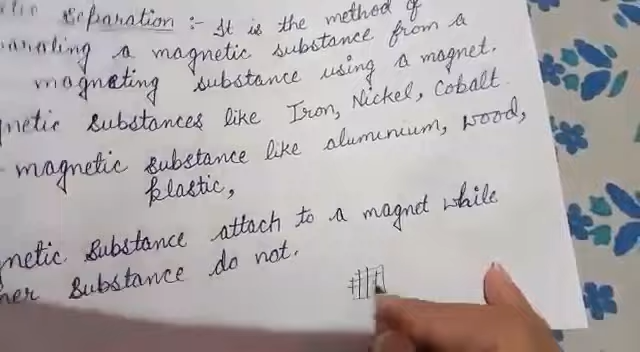 Separation :- It is the method of
a magnetic substance from a
magneting substance using a magnet.
substances like Iron, Nickel, Cobalt.
magnetic substance like aluminium, wood,
plastic,
substance attach to a magnet while
substance do not.